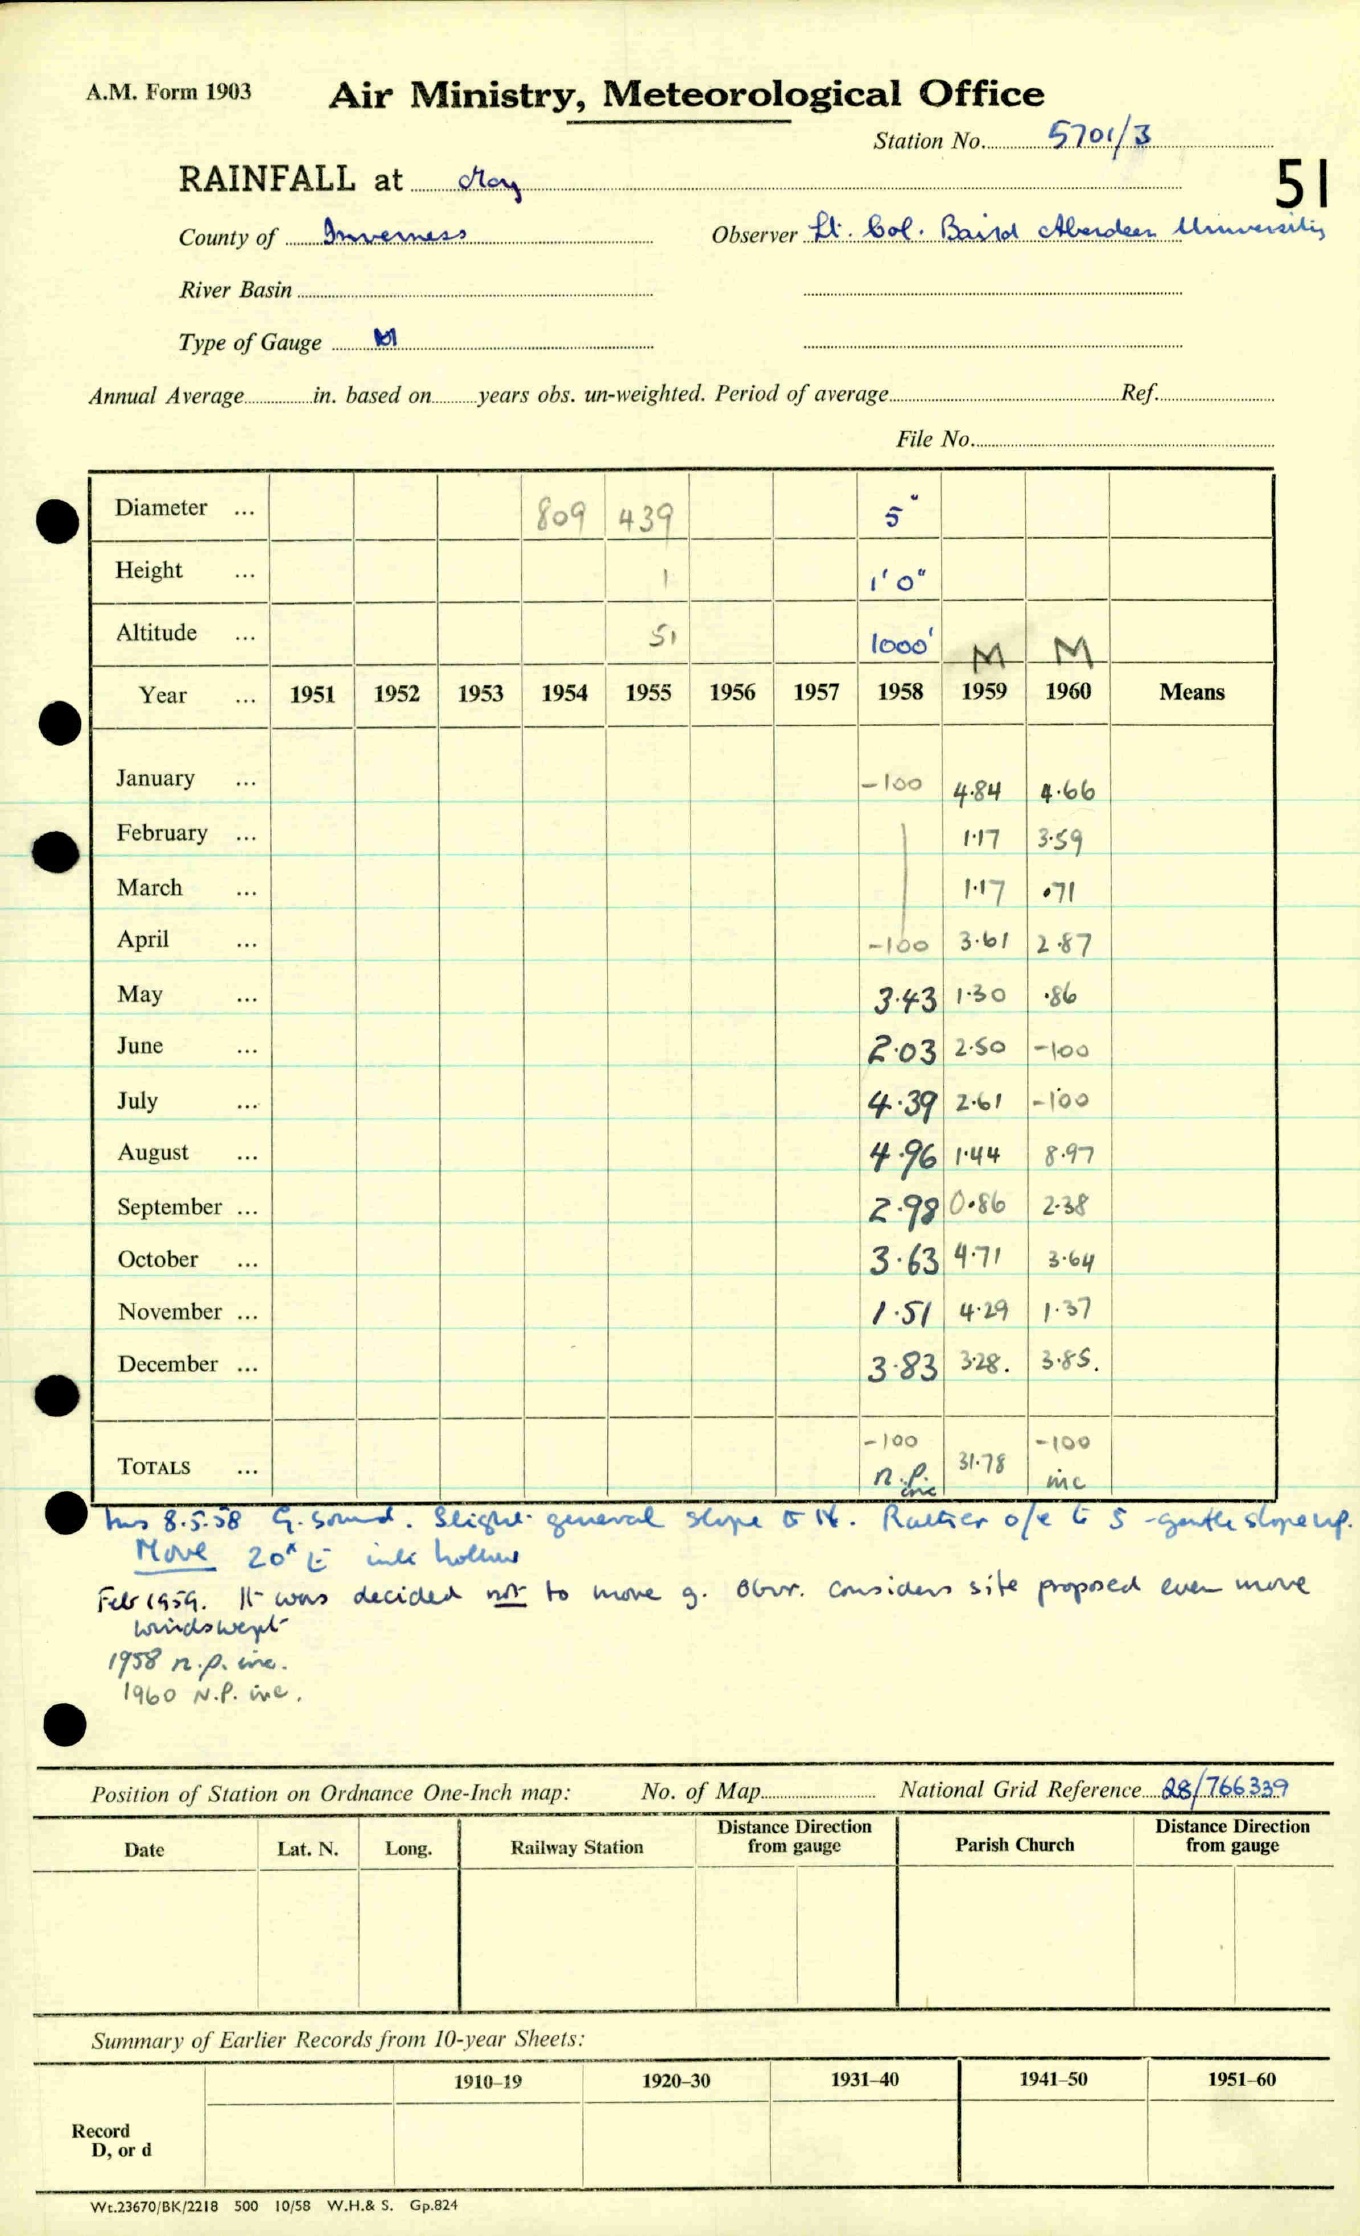 A.M. Form 1903 Air Ministry, Meteorological Office
Station No. 5701/3
RAINFALL at Moy 51
County of Inverness Observer Lt. Col. Baird Aberdeen University
River Basin
Type of Gauge M
Annual Average in. based on years obs. un-weighted. Period of average Ref.
File No.
Diameter ... 809 439 5"
Height ... 1 1' 0"
Altitude ... 51 1000' M M
Year ... 1951 1952 1953 1954 1955 1956 1957 1958 1959 1960 Means
January ... -100 4.84 4.66
February ... 1.17 3.59
March ... 1.17 .71
April ... -100 3.61 2.87
May ... 3.43 1.30 .86
June ... 2.03 2.50 -100
July ... 4.39 2.61 -100
August ... 4.96 1.44 8.97
September ... 2.98 0.86 2.38
October ... 3.63 4.71 3.64
November ... 1.51 4.29 1.37
December ... 3.83 3.28. 3.85.
-100 -100
TOTALS ... n.p. inc 31.78 inc
Ins 8.5.58 G. sound. Slight general slope to N. Rather o/e to S - gentle slope up.
Move 20" E into hollow
Feb 1959. It was decided not to move g. Obvr. considers site proposed even more
windswept
1958 n.p. inc.
1960 N.P. inc.
Position of Station on Ordnance One-Inch map: No. of Map National Grid Reference 28/766339
Date Lat. N. Long. Railway Station Distance Direction from gauge Parish Church Distance Direction from gauge
Summary of Earlier Records from 10-year Sheets:
1910–19 1920–30 1931–40 1941–50 1951–60
Record
D, or d
Wt.23670/BK/2218 500 10/58 W.H.& S. Gp.824